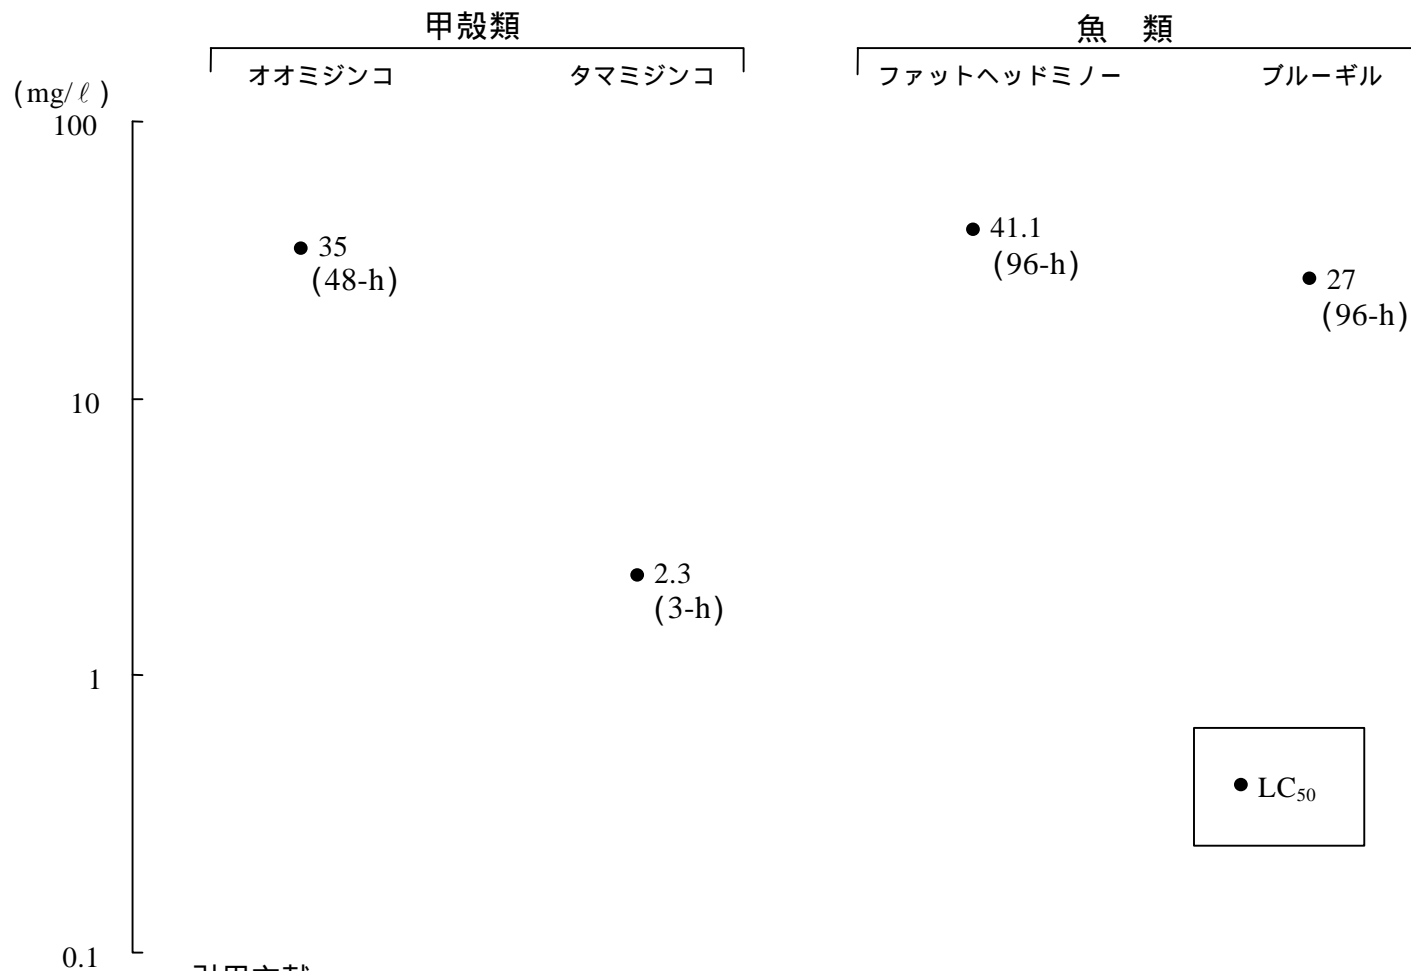 甲殻類
魚　類
オオミジンコ
タマミジンコ
ファットヘッドミノー
ブルーギル
(mg/ℓ)
100
35
(48-h)
41.1
(96-h)
27
(96-h)
10
2.3
(3-h)
1
LC₅₀
0.1